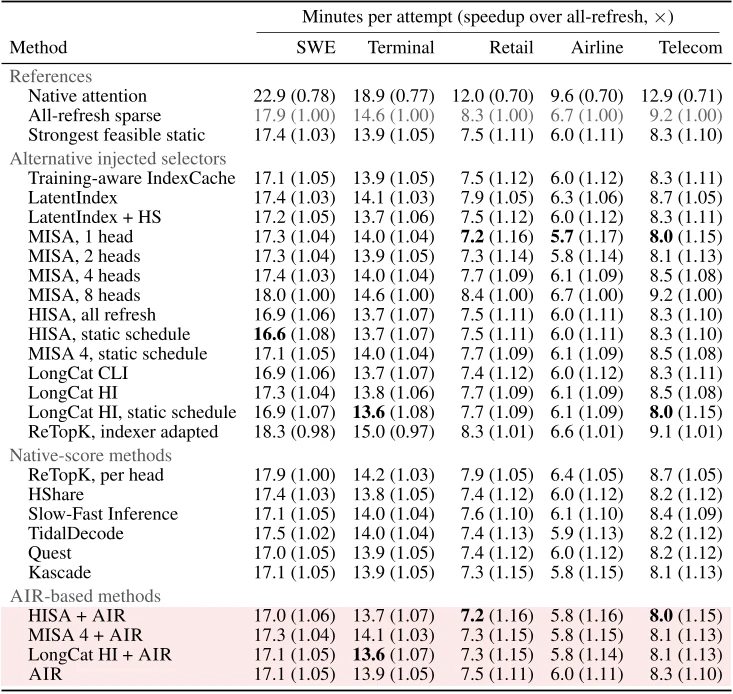 Minutes per attempt (speedup over all-refresh, ×)
Method SWE Terminal Retail Airline Telecom
References
Native attention 22.9 (0.78) 18.9 (0.77) 12.0 (0.70) 9.6 (0.70) 12.9 (0.71)
All-refresh sparse 17.9 (1.00) 14.6 (1.00) 8.3 (1.00) 6.7 (1.00) 9.2 (1.00)
Strongest feasible static 17.4 (1.03) 13.9 (1.05) 7.5 (1.11) 6.0 (1.11) 8.3 (1.10)
Alternative injected selectors
Training-aware IndexCache 17.1 (1.05) 13.9 (1.05) 7.5 (1.12) 6.0 (1.12) 8.3 (1.11)
LatentIndex 17.4 (1.03) 14.1 (1.03) 7.9 (1.05) 6.3 (1.06) 8.7 (1.05)
LatentIndex + HS 17.2 (1.05) 13.7 (1.06) 7.5 (1.12) 6.0 (1.12) 8.3 (1.11)
MISA, 1 head 17.3 (1.04) 14.0 (1.04) 7.2 (1.16) 5.7 (1.17) 8.0 (1.15)
MISA, 2 heads 17.3 (1.04) 13.9 (1.05) 7.3 (1.14) 5.8 (1.14) 8.1 (1.13)
MISA, 4 heads 17.4 (1.03) 14.0 (1.04) 7.7 (1.09) 6.1 (1.09) 8.5 (1.08)
MISA, 8 heads 18.0 (1.00) 14.6 (1.00) 8.4 (1.00) 6.7 (1.00) 9.2 (1.00)
HISA, all refresh 16.9 (1.06) 13.7 (1.07) 7.5 (1.11) 6.0 (1.11) 8.3 (1.10)
HISA, static schedule 16.6 (1.08) 13.7 (1.07) 7.5 (1.11) 6.0 (1.11) 8.3 (1.10)
MISA 4, static schedule 17.1 (1.05) 14.0 (1.04) 7.7 (1.09) 6.1 (1.09) 8.5 (1.08)
LongCat CLI 16.9 (1.06) 13.7 (1.07) 7.4 (1.12) 6.0 (1.12) 8.3 (1.11)
LongCat HI 17.3 (1.04) 13.8 (1.06) 7.7 (1.09) 6.1 (1.09) 8.5 (1.08)
LongCat HI, static schedule 16.9 (1.07) 13.6 (1.08) 7.7 (1.09) 6.1 (1.09) 8.0 (1.15)
ReTopK, indexer adapted 18.3 (0.98) 15.0 (0.97) 8.3 (1.01) 6.6 (1.01) 9.1 (1.01)
Native-score methods
ReTopK, per head 17.9 (1.00) 14.2 (1.03) 7.9 (1.05) 6.4 (1.05) 8.7 (1.05)
HShare 17.4 (1.03) 13.8 (1.05) 7.4 (1.12) 6.0 (1.12) 8.2 (1.12)
Slow-Fast Inference 17.1 (1.05) 14.0 (1.04) 7.6 (1.10) 6.1 (1.10) 8.4 (1.09)
TidalDecode 17.5 (1.02) 14.0 (1.04) 7.4 (1.13) 5.9 (1.13) 8.2 (1.12)
Quest 17.0 (1.05) 13.9 (1.05) 7.4 (1.12) 6.0 (1.12) 8.2 (1.12)
Kascade 17.1 (1.05) 13.9 (1.05) 7.3 (1.15) 5.8 (1.15) 8.1 (1.13)
AIR-based methods
HISA + AIR 17.0 (1.06) 13.7 (1.07) 7.2 (1.16) 5.8 (1.16) 8.0 (1.15)
MISA 4 + AIR 17.3 (1.04) 14.1 (1.03) 7.3 (1.15) 5.8 (1.15) 8.1 (1.13)
LongCat HI + AIR 17.1 (1.05) 13.6 (1.07) 7.3 (1.15) 5.8 (1.14) 8.1 (1.13)
AIR 17.1 (1.05) 13.9 (1.05) 7.5 (1.11) 6.0 (1.11) 8.3 (1.10)